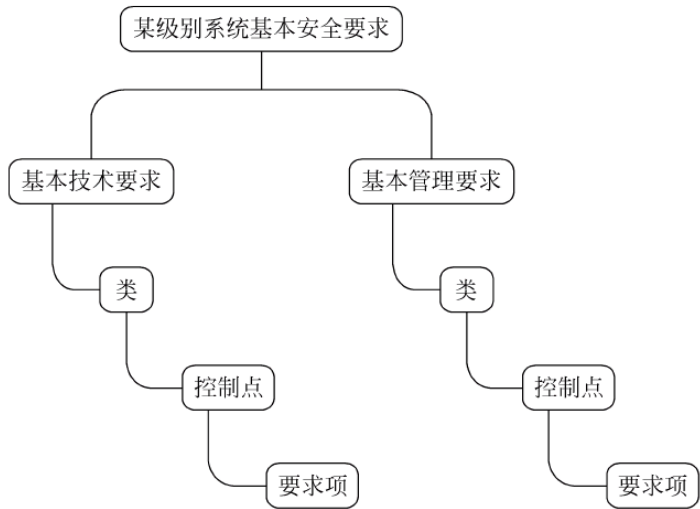 某级别系统基本安全要求
基本技术要求
基本管理要求
类
类
控制点
控制点
要求项
要求项